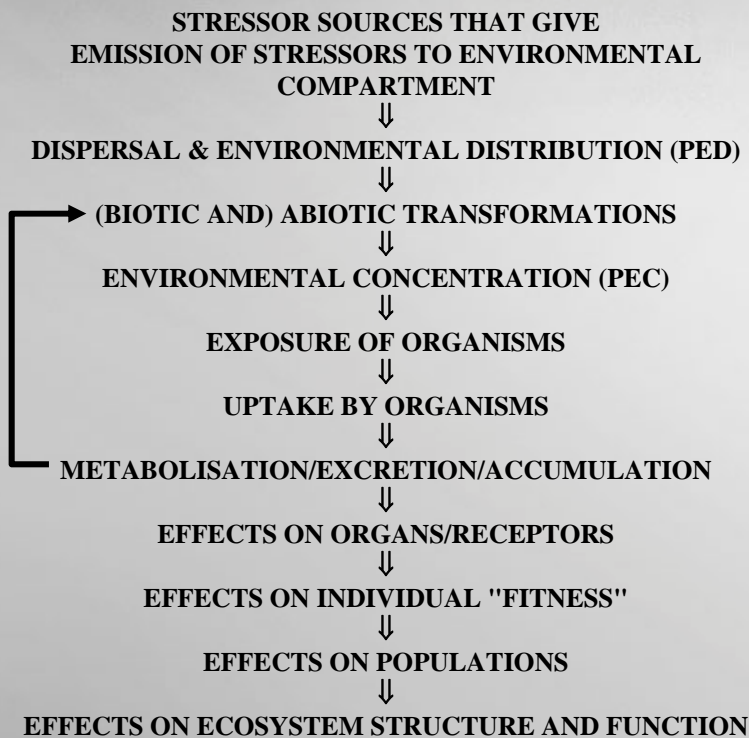 STRESSOR SOURCES THAT GIVE
EMISSION OF STRESSORS TO ENVIRONMENTAL
COMPARTMENT
⇓
DISPERSAL & ENVIRONMENTAL DISTRIBUTION (PED)
⇓
(BIOTIC AND) ABIOTIC TRANSFORMATIONS
⇓
ENVIRONMENTAL CONCENTRATION (PEC)
⇓
EXPOSURE OF ORGANISMS
⇓
UPTAKE BY ORGANISMS
⇓
METABOLISATION/EXCRETION/ACCUMULATION
⇓
EFFECTS ON ORGANS/RECEPTORS
⇓
EFFECTS ON INDIVIDUAL "FITNESS"
⇓
EFFECTS ON POPULATIONS
⇓
EFFECTS ON ECOSYSTEM STRUCTURE AND FUNCTION